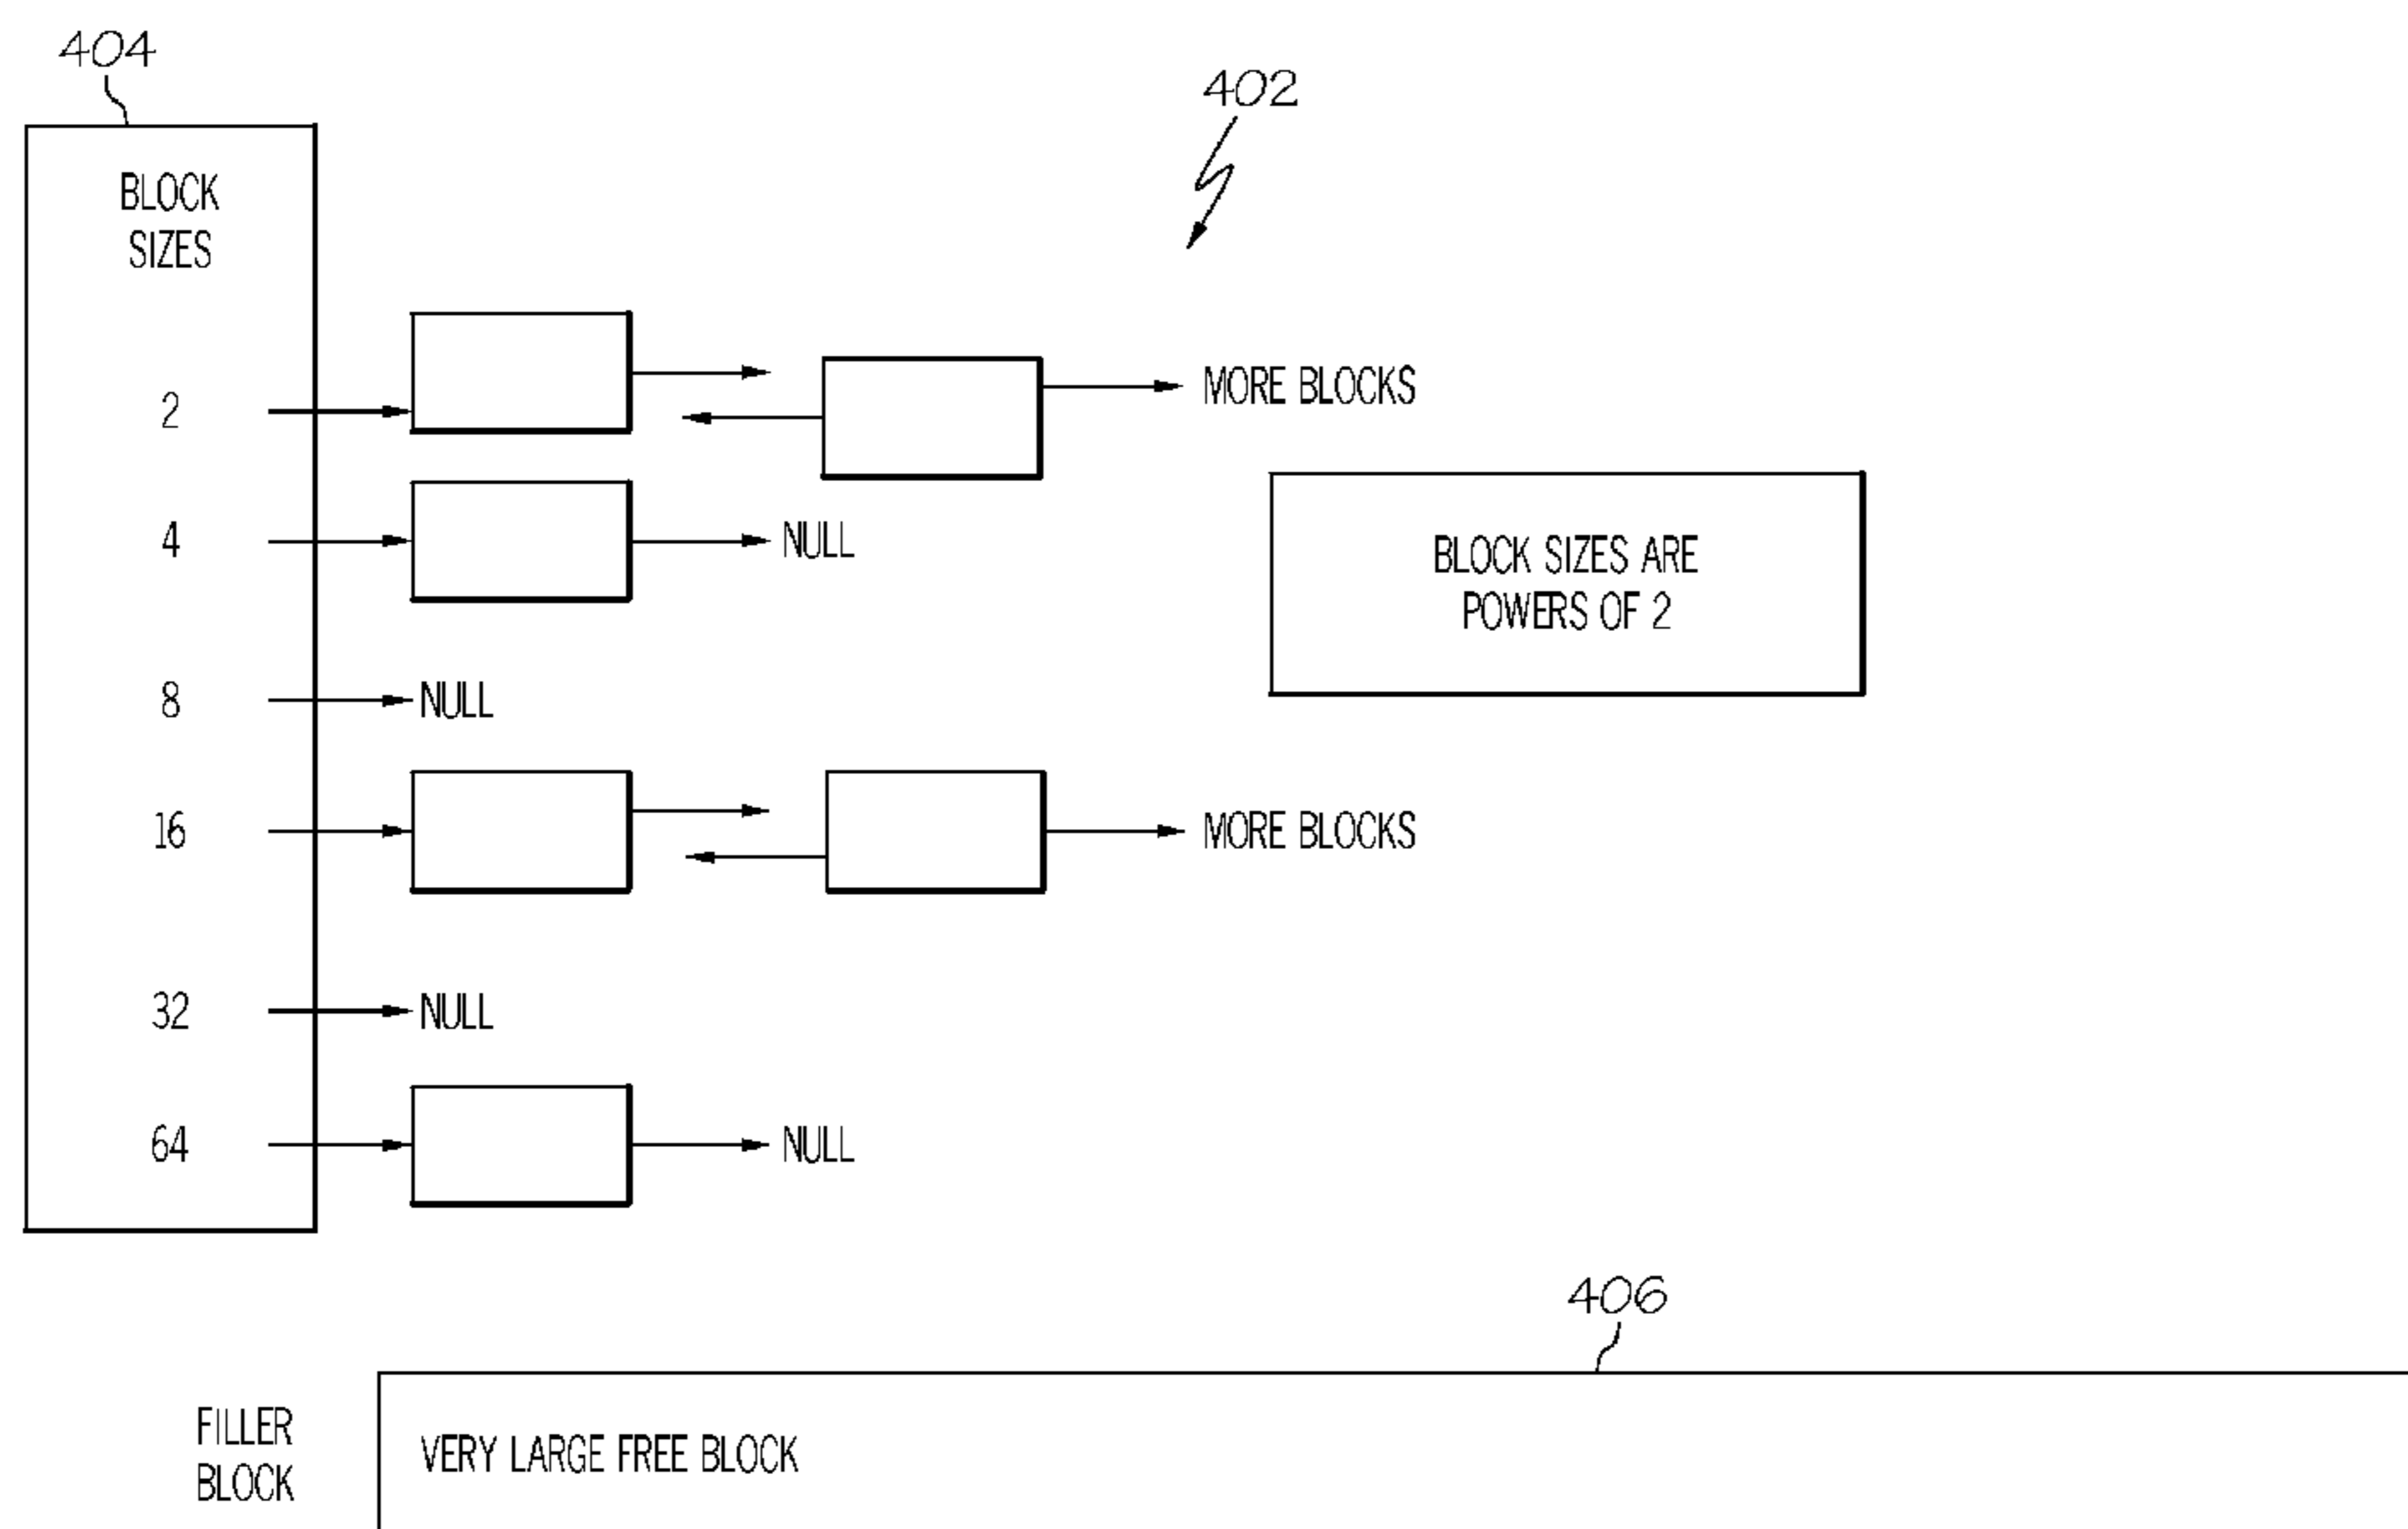 404
402
BLOCK
SIZES
2
MORE BLOCKS
4
NULL
BLOCK SIZES ARE
POWERS OF 2
8
NULL
16
MORE BLOCKS
32
NULL
64
NULL
406
FILLER
BLOCK
VERY LARGE FREE BLOCK